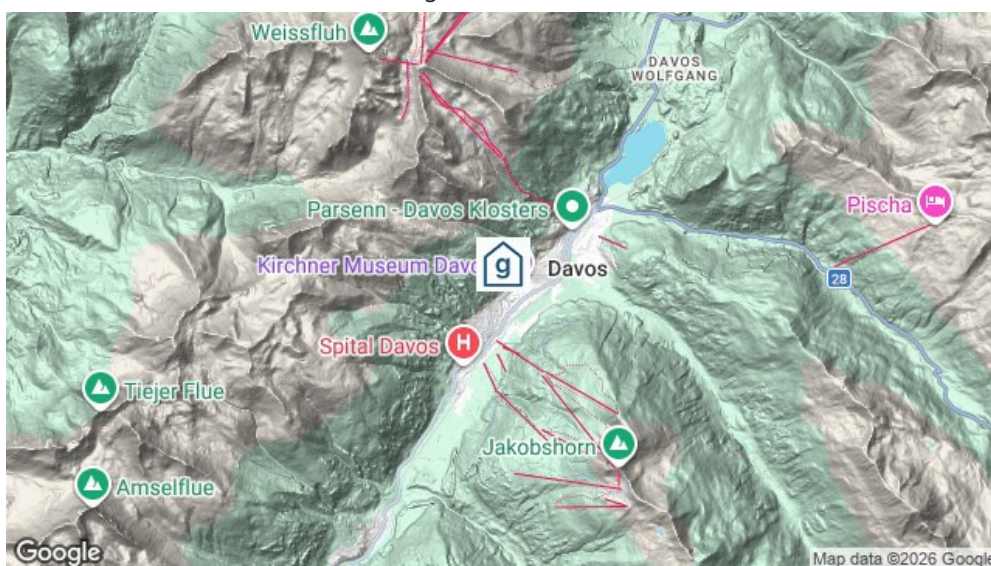 Weissfluh
DAVOS
WOLFGANG
Parsenn - Davos Klosters
Pischa
Kirchner Museum Davo
g
Davos
28
Spital Davos
H
Tiejer Flue
Jakobshorn
Amselflue
Google
Map data ©2026 Google